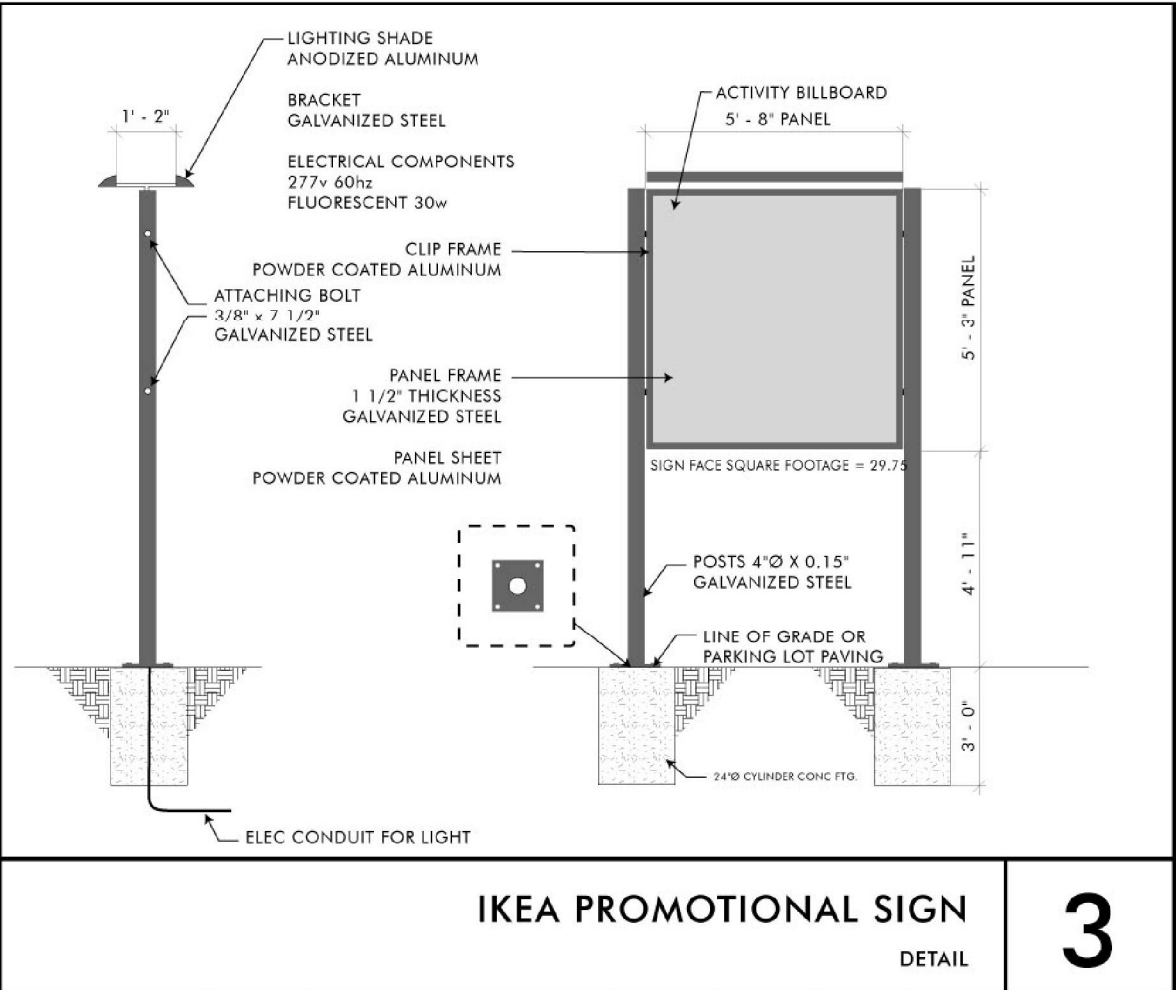 LIGHTING SHADE
ANODIZED ALUMINUM
BRACKET
GALVANIZED STEEL
ELECTRICAL COMPONENTS
277v 60hz
FLUORESCENT 30w
1' - 2"
CLIP FRAME
POWDER COATED ALUMINUM
ATTACHING BOLT
3/8" x 7 1/2"
GALVANIZED STEEL
PANEL FRAME
1 1/2" THICKNESS
GALVANIZED STEEL
PANEL SHEET
POWDER COATED ALUMINUM
ACTIVITY BILLBOARD
5' - 8" PANEL
5' - 3" PANEL
SIGN FACE SQUARE FOOTAGE = 29.75
4' - 11"
POSTS 4"Ø X 0.15"
GALVANIZED STEEL
LINE OF GRADE OR
PARKING LOT PAVING
3' - 0"
24"Ø CYLINDER CONC FTG.
ELEC CONDUIT FOR LIGHT
IKEA PROMOTIONAL SIGN
DETAIL
3